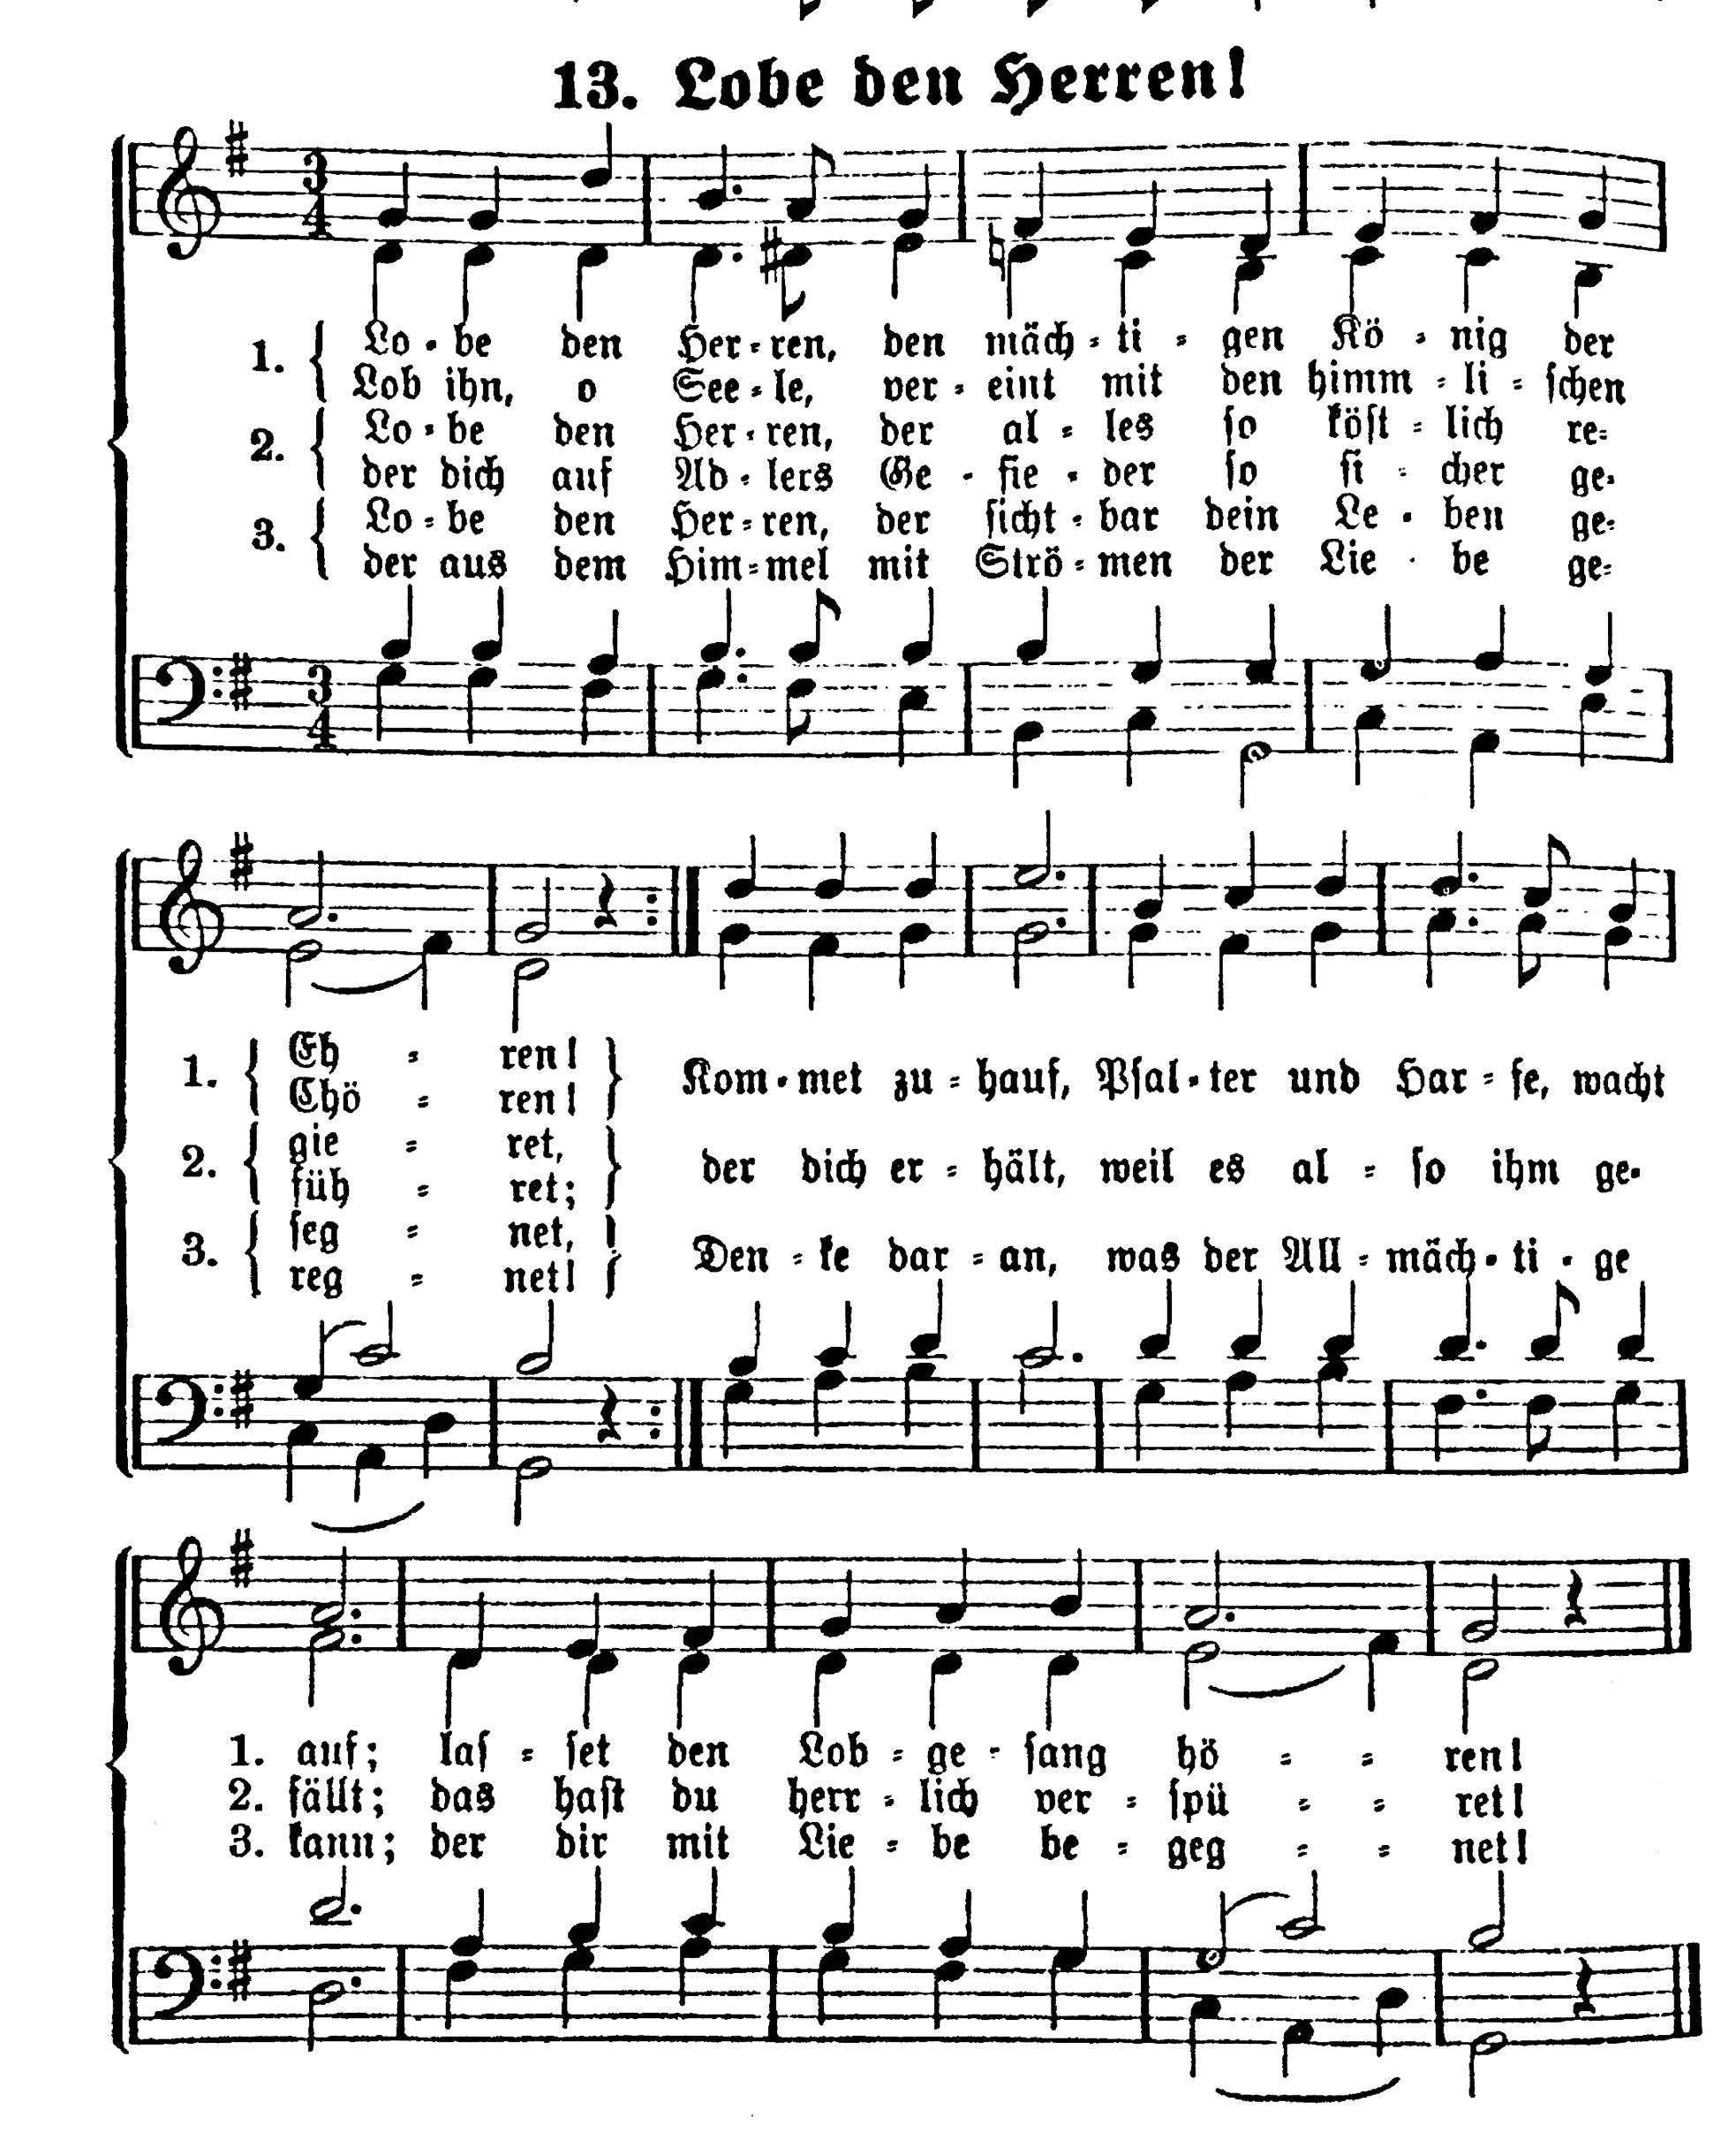 13. Lobe den Herren!
3
4
1. { Lo - be den Her - ren, den mäch - ti - gen Kö - nig der
Lob ihn, o See - le, ver - eint mit den himm - li - ſchen
2. { Lo - be den Her - ren, der al - les ſo köſt - lich re-
der dich auf Ad - lers Ge - fie - der ſo ſi - cher ge-
3. { Lo - be den Her - ren, der ſicht - bar dein Le - ben ge-
der aus dem Him - mel mit Strö - men der Lie - be ge-
3
4
1. { Eh - ren! } Kom - met zu - hauf, Pſal - ter und Har - fe, wacht
Chö - ren!
2. { gie - ret, } der dich er - hält, weil es al - ſo ihm ge-
füh - ret;
3. { ſeg - net, } Den - ke dar - an, was der All - mäch - ti - ge
reg - net!
1. auf; laſ - ſet den Lob - ge - ſang hö - - ren!
2. fällt; das haſt du herr - lich ver - ſpü - - ret!
3. kann; der dir mit Lie - be be - geg - - net!